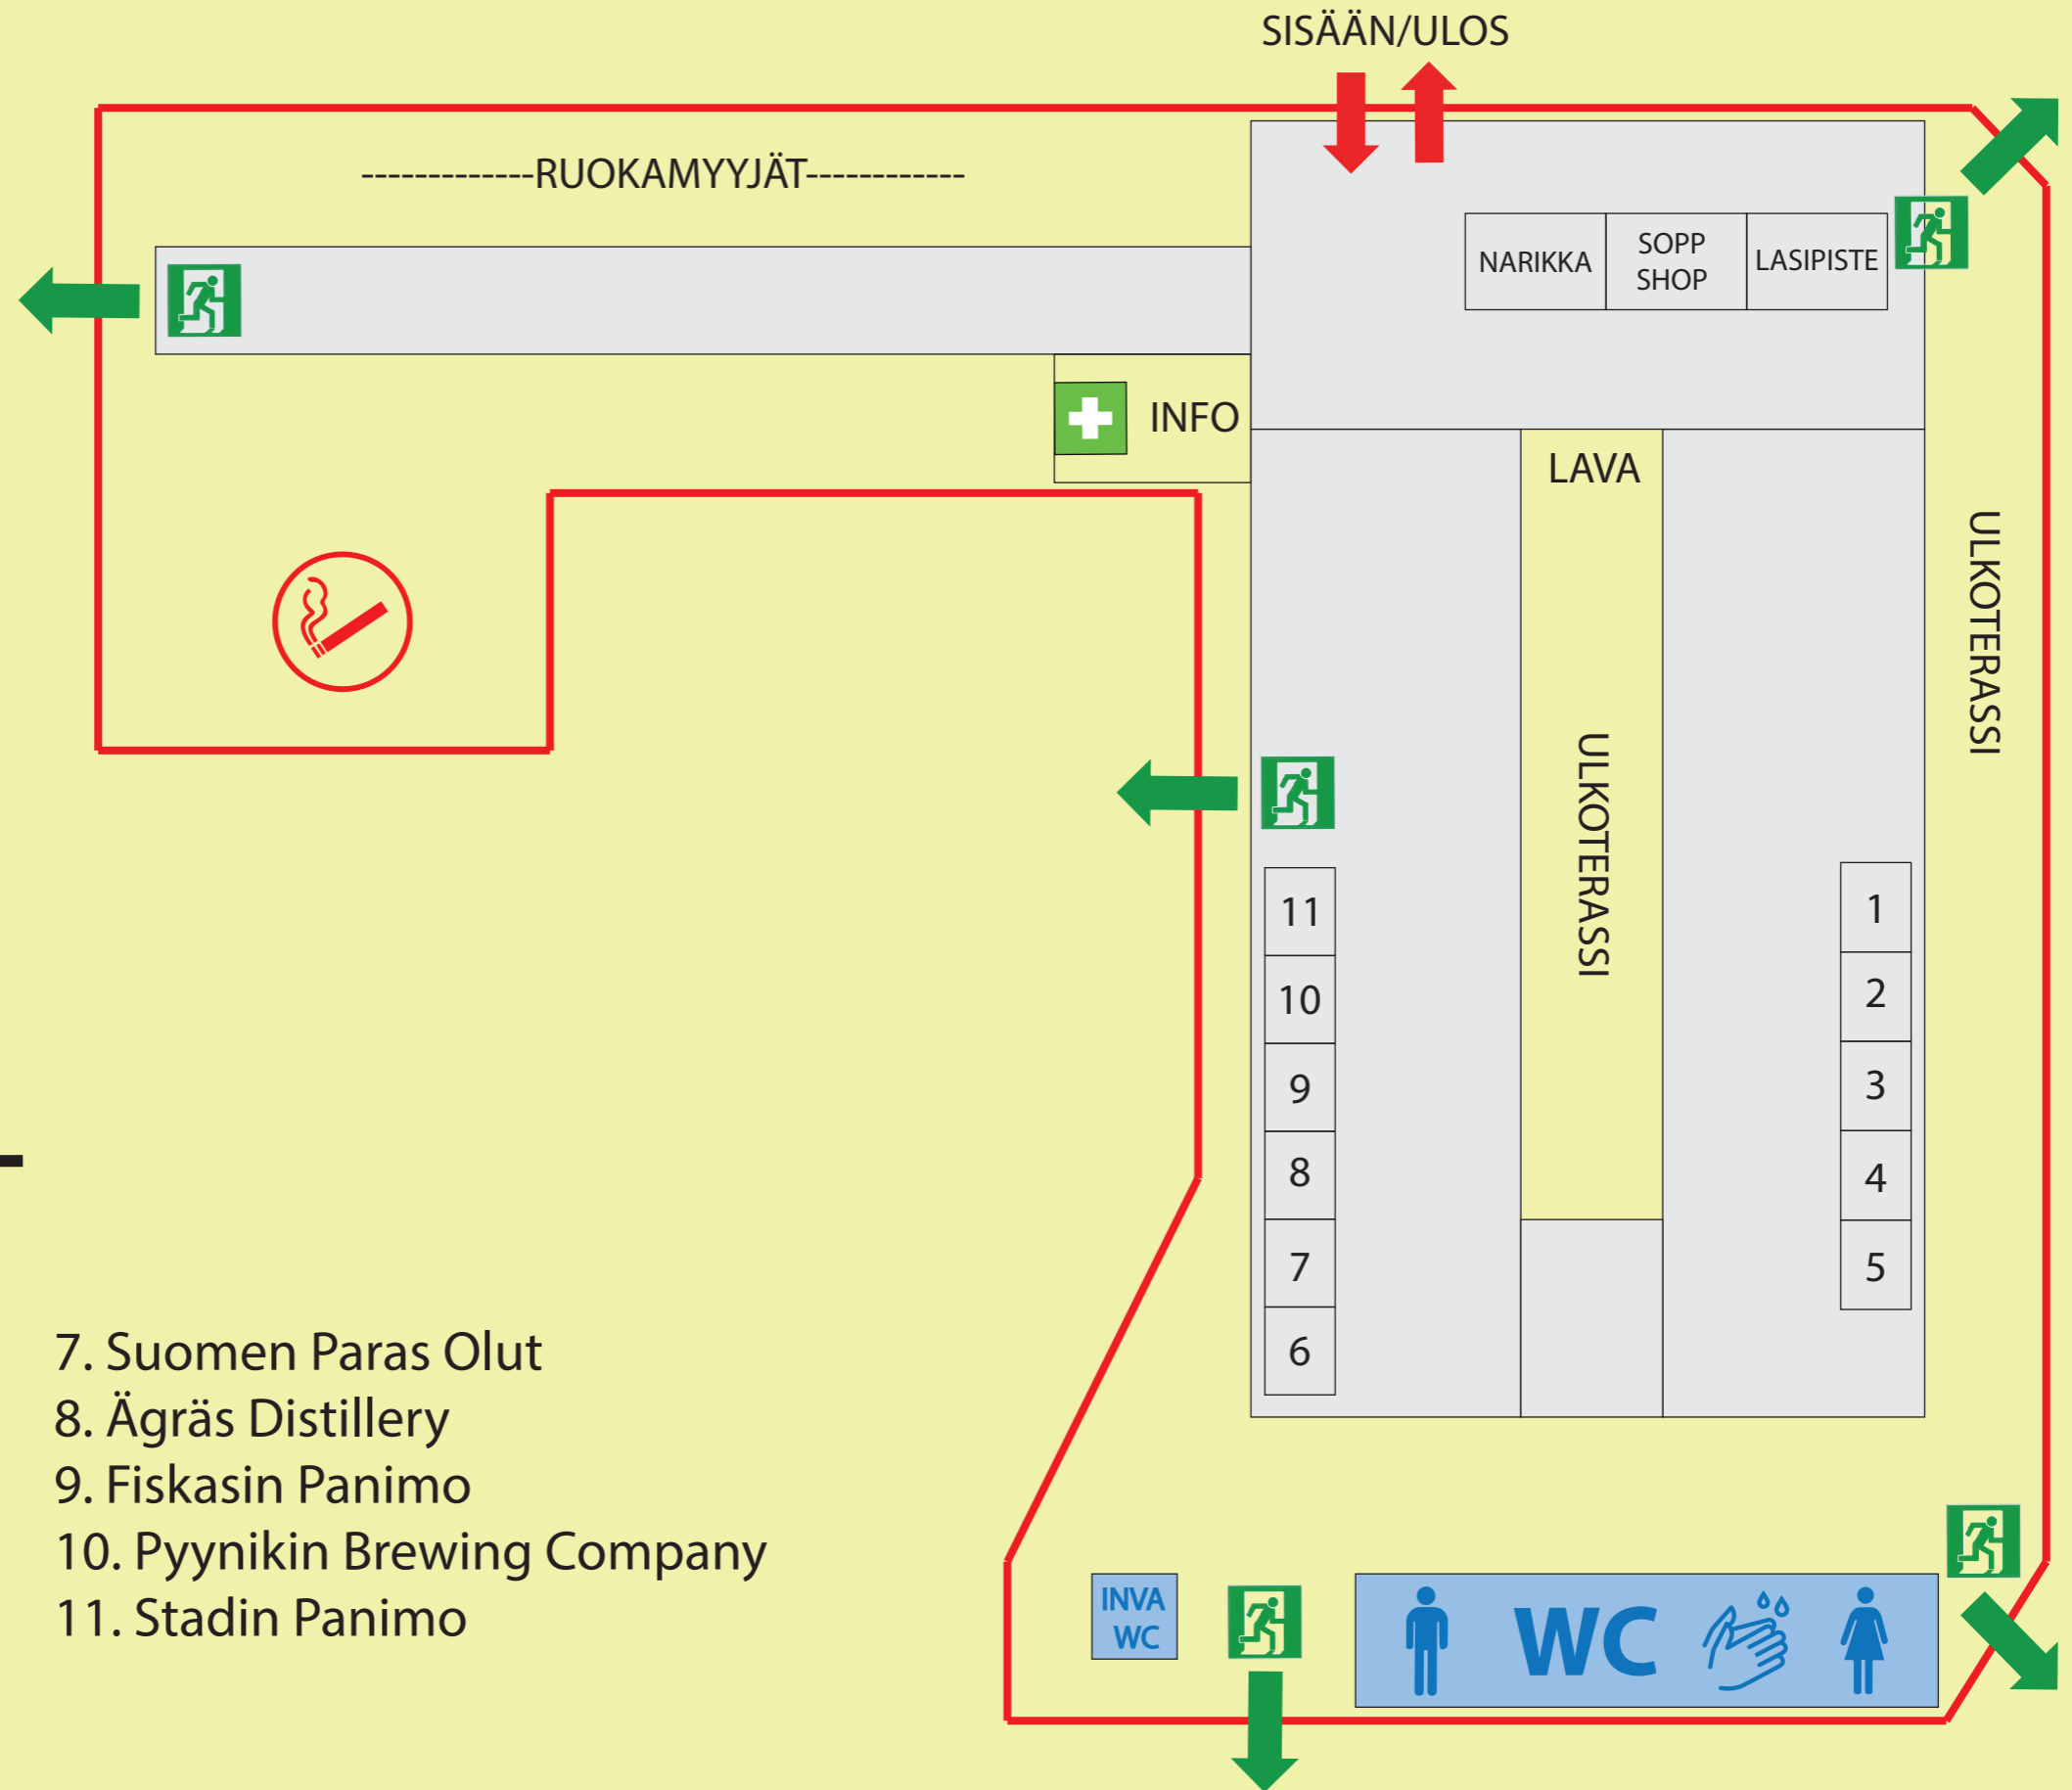 SISÄÄN/ULOS
-------------RUOKAMYYJÄT------------
NARIKKA
SOPP
SHOP
LASIPISTE
INFO
LAVA
ULKOTERASSI
ULKOTERASSI
11
10
9
8
7
6
1
2
3
4
5
-
7. Suomen Paras Olut
8. Ägräs Distillery
9. Fiskasin Panimo
10. Pyynikin Brewing Company
11. Stadin Panimo
INVA
WC
WC